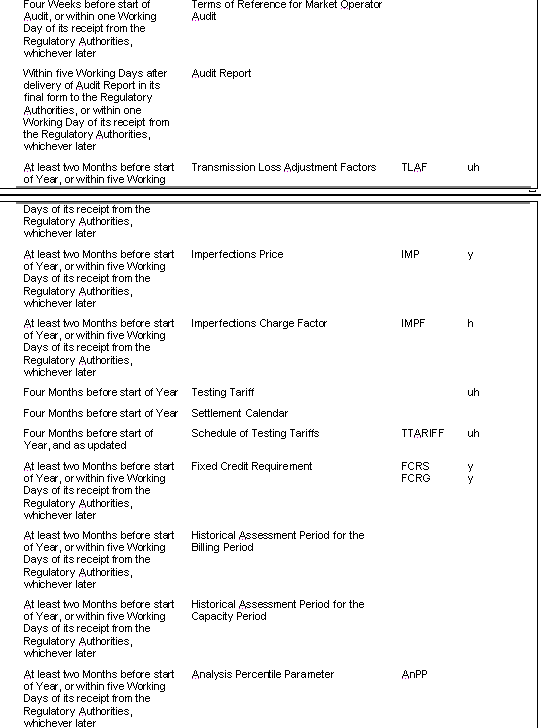 Four Weeks before start of Terms of Reference for Market Operator
Audit, or within one Working Audit
Day of its receipt from the
Regulatory Authorities,
whichever later
Within five Working Days after Audit Report
delivery of Audit Report in its
final form to the Regulatory
Authorities, or within one
Working Day of its receipt from
the Regulatory Authorities,
whichever later
At least two Months before start Transmission Loss Adjustment Factors TLAF uh
of Year, or within five Working
Days of its receipt from the
Regulatory Authorities,
whichever later
At least two Months before start Imperfections Price IMP y
of Year, or within five Working
Days of its receipt from the
Regulatory Authorities,
whichever later
At least two Months before start Imperfections Charge Factor IMPF h
of Year, or within five Working
Days of its receipt from the
Regulatory Authorities,
whichever later
Four Months before start of Year Testing Tariff uh
Four Months before start of Year Settlement Calendar
Four Months before start of Schedule of Testing Tariffs TTARIFF uh
Year, and as updated
At least two Months before start Fixed Credit Requirement FCRS y
of Year, or within five Working FCRG y
Days of its receipt from the
Regulatory Authorities,
whichever later
At least two Months before start Historical Assessment Period for the
of Year, or within five Working Billing Period
Days of its receipt from the
Regulatory Authorities,
whichever later
At least two Months before start Historical Assessment Period for the
of Year, or within five Working Capacity Period
Days of its receipt from the
Regulatory Authorities,
whichever later
At least two Months before start Analysis Percentile Parameter AnPP
of Year, or within five Working
Days of its receipt from the
Regulatory Authorities,
whichever later